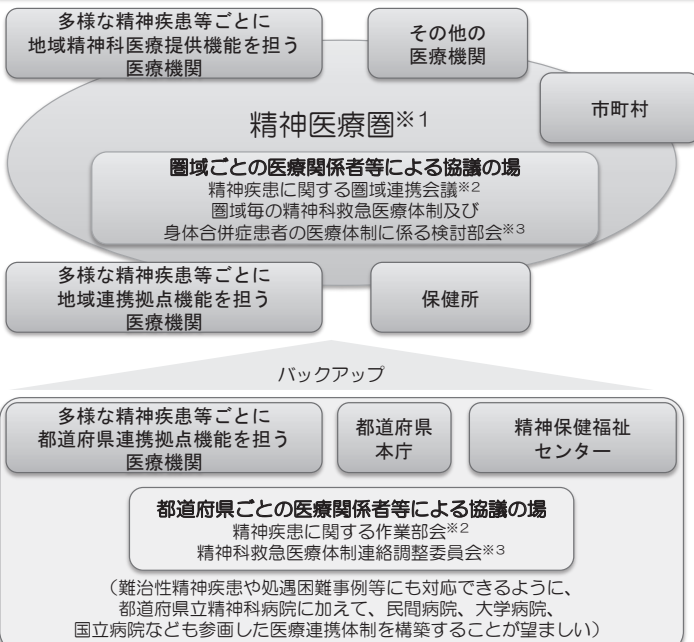 多様な精神疾患等ごとに
地域精神科医療提供機能を担う
医療機関
その他の
医療機関
市町村
精神医療圏※1
圏域ごとの医療関係者等による協議の場
精神疾患に関する圏域連携会議※2
圏域毎の精神科救急医療体制及び
身体合併症患者の医療体制に係る検討部会※3
多様な精神疾患等ごとに
地域連携拠点機能を担う
医療機関
保健所
バックアップ
多様な精神疾患等ごとに
都道府県連携拠点機能を担う
医療機関
都道府県
本庁
精神保健福祉
センター
都道府県ごとの医療関係者等による協議の場
精神疾患に関する作業部会※2
精神科救急医療体制連絡調整委員会※3
（難治性精神疾患や処遇困難事例等にも対応できるように、
都道府県立精神科病院に加えて、民間病院、大学病院、
国立病院なども参画した医療連携体制を構築することが望ましい）